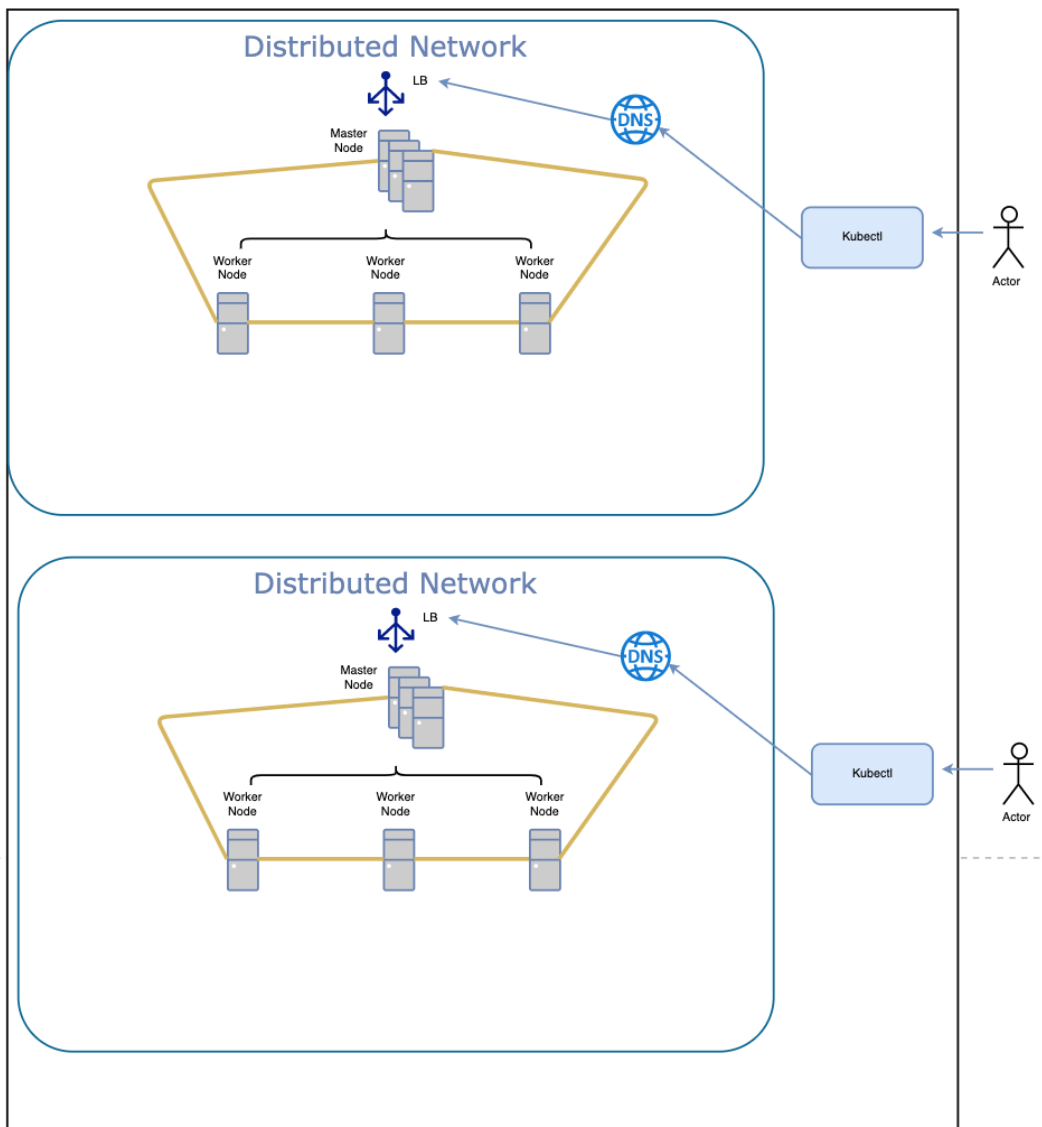 Distributed Network
LB
DNS
Master
Node
Kubectl
Actor
Worker
Node
Worker
Node
Worker
Node
Distributed Network
LB
DNS
Master
Node
Kubectl
Actor
Worker
Node
Worker
Node
Worker
Node